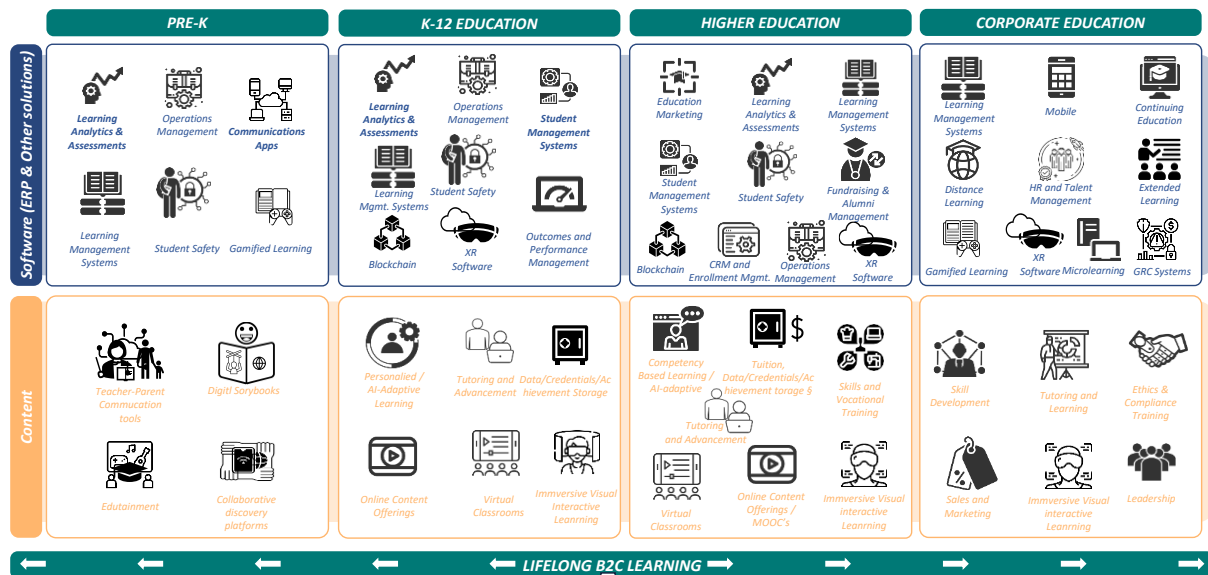 PRE-K
K-12 EDUCATION
HIGHER EDUCATION
CORPORATE EDUCATION
Software (ERP & Other solutions)
Learning
Analytics &
Assessments
Operations
Management
Communications
Apps
Learning
Management
Systems
Student Safety
Gamified Learning
Learning
Analytics &
Assessments
Operations
Management
Student
Management
Systems
Learning
Mgmt. Systems
Student Safety
Blockchain
XR
Software
Outcomes and
Performance
Management
Education
Marketing
Learning
Analytics &
Assessments
Learning
Management
Systems
Student
Management
Systems
Student Safety
Fundraising &
Alumni
Management
Blockchain
CRM and
Enrollment Mgmt.
Operations
Management
XR
Software
Learning
Management
Systems
Mobile
Continuing
Education
Distance
Learning
HR and Talent
Management
Extended
Learning
Gamified Learning
XR
Software
Microlearning
GRC Systems
Content
Teacher-Parent
Commucation
tools
Digitl Sorybooks
Edutainment
Collaborative
discovery
platforms
Personalied /
AI-Adaptive
Learning
Tutoring and
Advancement
Data/Credentials/Ac
hievement Storage
Online Content
Offerings
Virtual
Classrooms
Immversive Visual
Interactive
Learnning
Competency
Based Learning /
AI-adaptive
Tuition,
Data/Credentials/Ac
hievement torage §
$
Skills and
Vocational
Training
Tutoring
and Advancement
Virtual
Classrooms
Online Content
Offerings /
MOOC's
Immversive Visual
interactive
Leanrning
Skill
Development
Tutoring and
Learning
Ethics &
Compliance
Training
Sales and
Marketing
Immversive Visual
interactive
Learnning
Leadership
LIFELONG B2C LEARNING